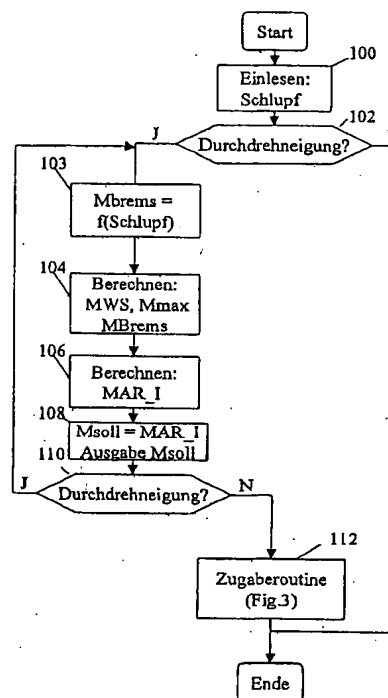 Start
100
Einlesen:
Schlupf
102
J
Durchdrehneigung?
103
Mbrems =
f(Schlupf)
104
Berechnen:
MWS, Mmax
MBrems
106
Berechnen:
MAR_I
108
Msoll = MAR_I
Ausgabe Msoll
110
J
Durchdrehneigung?
N
112
Zugaberoutine
(Fig.3)
Ende